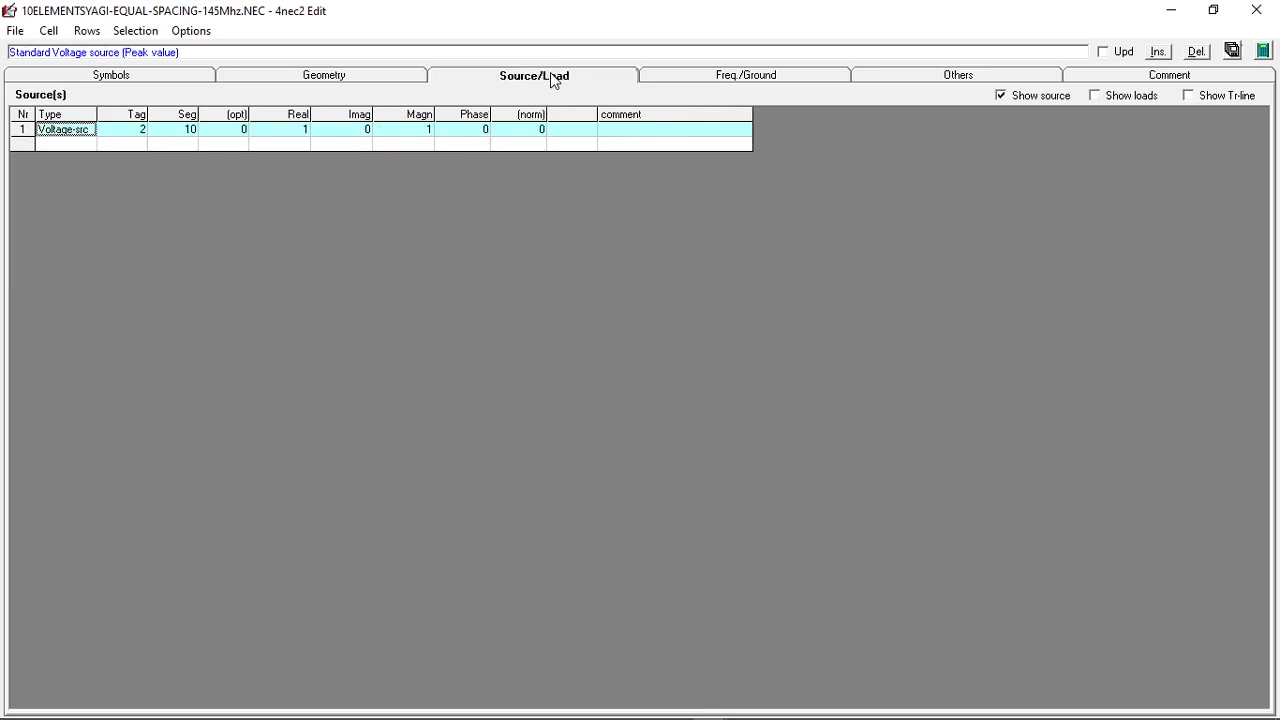 10ELEMENTSYAGI-EQUAL-SPACING-145Mhz.NEC - 4nec2 Edit
File Cell Rows Selection Options
Standard Voltage source (Peak value) Upd Ins. Del.
Symbols Geometry Source/Load Freq./Ground Others Comment
Source(s) Show source Show loads Show Tr-line
Nr Type Tag Seg (opt) Real Imag Magn Phase (norm) comment
1 Voltage-src 2 10 0 1 0 1 0 0